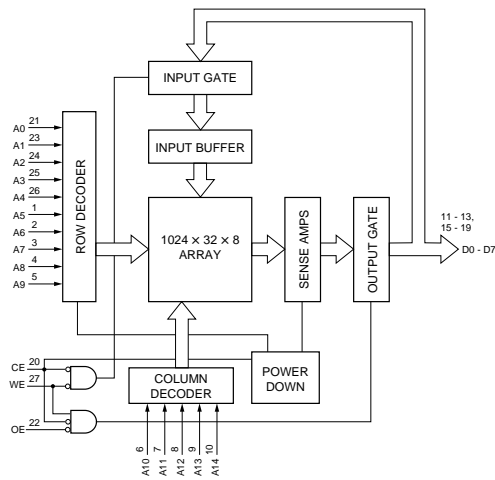 INPUT GATE
INPUT BUFFER
A0 21
A1 23
A2 24
A3 25
A4 26
A5 1
A6 2
A7 3
A8 4
A9 5
ROW DECODER
1024 × 32 × 8
ARRAY
SENSE AMPS
OUTPUT GATE
11 - 13,
15 - 19
D0 - D7
CE 20
WE 27
OE 22
COLUMN
DECODER
POWER
DOWN
6 7 8 9 10
A10 A11 A12 A13 A14